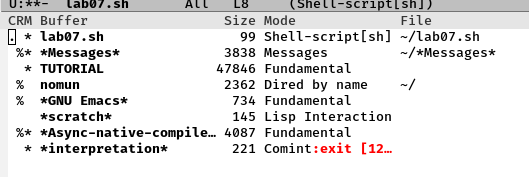 U:**-  lab07.sh       All   L8     (Shell-script[sh])
CRM Buffer                Size Mode             File
. * lab07.sh                99 Shell-script[sh] ~/lab07.sh
 %* *Messages*            3838 Messages         ~/*Messages*
  * TUTORIAL             47846 Fundamental
 %  nomun                 2362 Dired by name    ~/
 %  *GNU Emacs*            734 Fundamental
    *scratch*              145 Lisp Interaction
 %* *Async-native-compile… 4087 Fundamental
  * *interpretation*       221 Comint:exit [12…